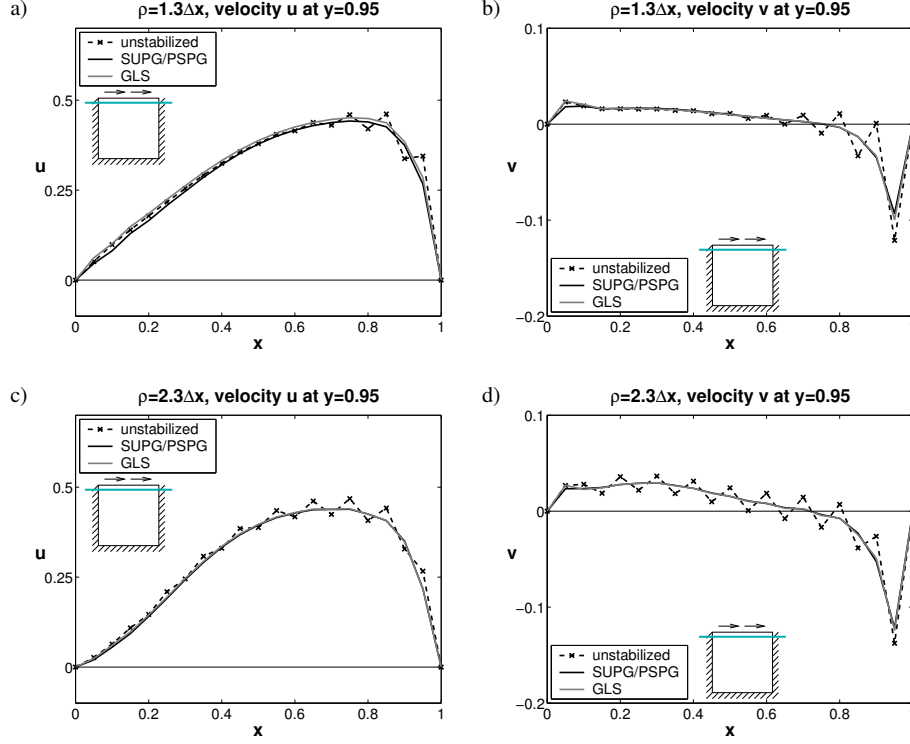 a)
ρ=1.3Δx, velocity u at y=0.95
unstabilized
SUPG/PSPG
GLS
0.5
0.25
0
u
0
0.2
0.4
0.6
0.8
1
x
b)
ρ=1.3Δx, velocity v at y=0.95
0.1
0
−0.1
−0.2
v
unstabilized
SUPG/PSPG
GLS
0
0.2
0.4
0.6
0.8
x
c)
ρ=2.3Δx, velocity u at y=0.95
unstabilized
SUPG/PSPG
GLS
0.5
0.25
0
u
0
0.2
0.4
0.6
0.8
1
x
d)
ρ=2.3Δx, velocity v at y=0.95
0.1
0
−0.1
−0.2
v
unstabilized
SUPG/PSPG
GLS
0
0.2
0.4
0.6
0.8
x